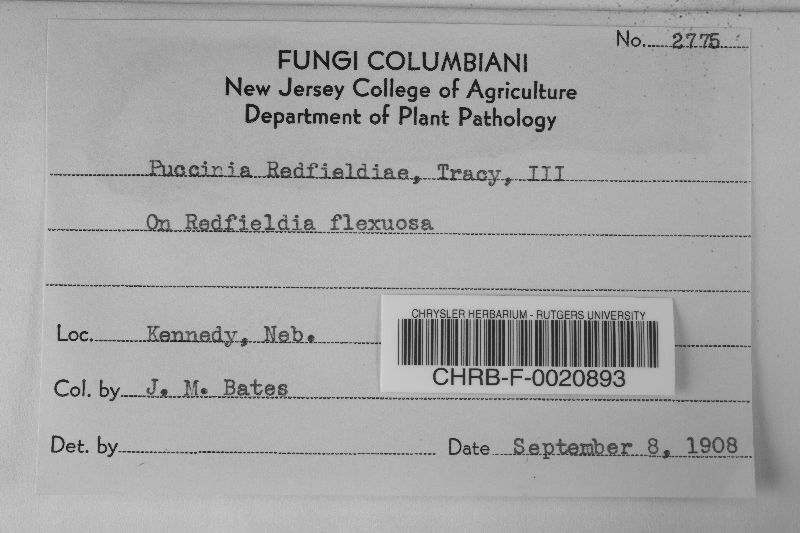 No. 2775
FUNGI COLUMBIANI
New Jersey College of Agriculture
Department of Plant Pathology
Puccinia Redfieldiae, Tracy, III
On Redfieldia flexuosa
Loc. Kennedy, Neb.
CHRYSLER HERBARIUM - RUTGERS UNIVERSITY
CHRB-F-0020893
Col. by J. M. Bates
Det. by
Date September 8, 1908